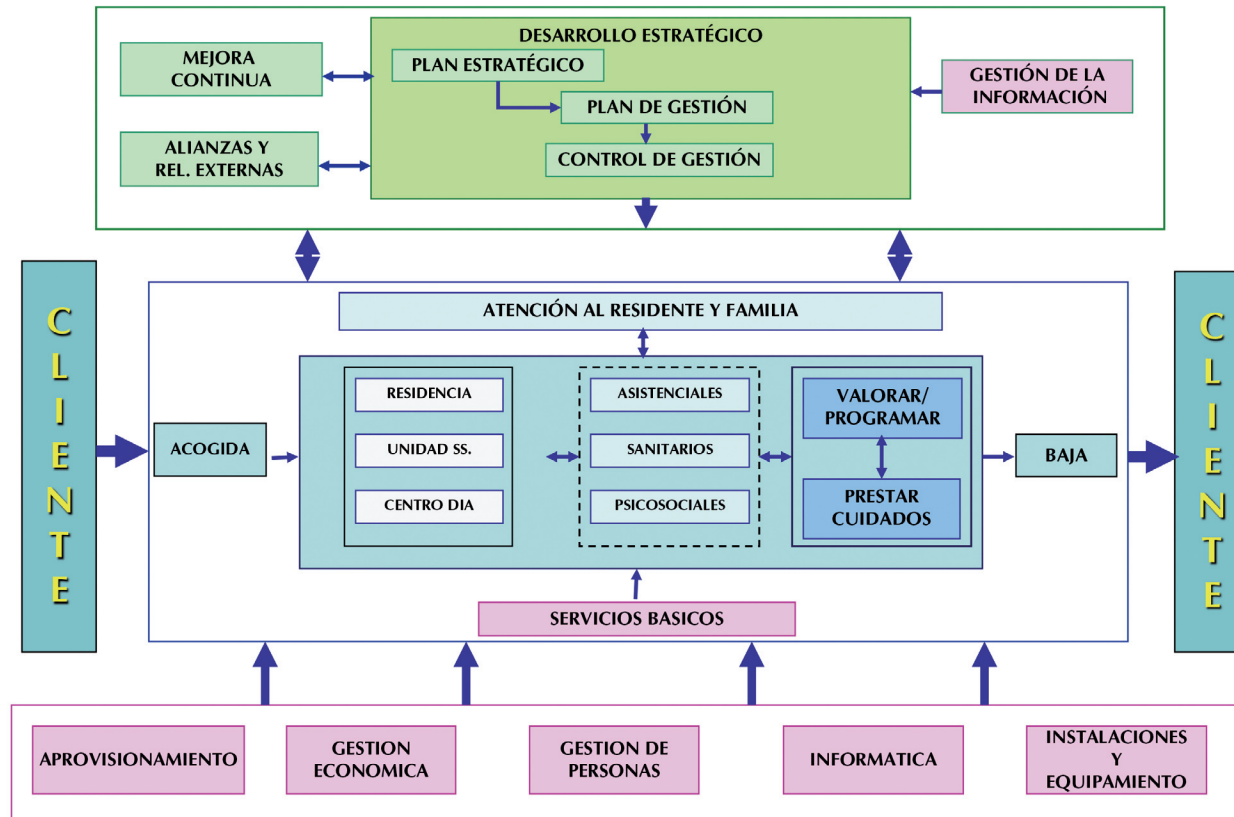 DESARROLLO ESTRATÉGICO
MEJORA
CONTINUA
PLAN ESTRATÉGICO
GESTIÓN DE LA
INFORMACIÓN
PLAN DE GESTIÓN
ALIANZAS Y
REL. EXTERNAS
CONTROL DE GESTIÓN
CLIENTE
ATENCIÓN AL RESIDENTE Y FAMILIA
ACOGIDA
RESIDENCIA
UNIDAD SS.
CENTRO DIA
ASISTENCIALES
SANITARIOS
PSICOSOCIALES
VALORAR/
PROGRAMAR
PRESTAR
CUIDADOS
BAJA
CLIENTE
SERVICIOS BASICOS
APROVISIONAMIENTO
GESTION
ECONOMICA
GESTION DE
PERSONAS
INFORMATICA
INSTALACIONES
Y
EQUIPAMIENTO